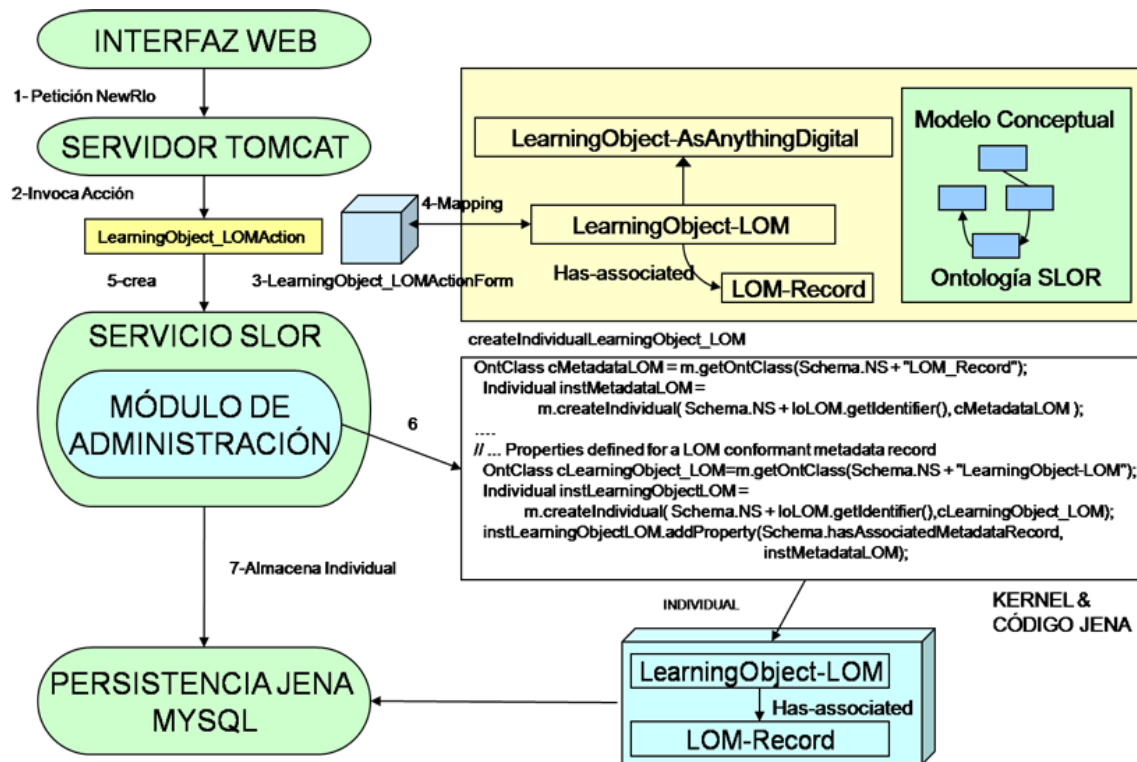 INTERFAZ WEB
1- Petición NewRlo
SERVIDOR TOMCAT
2-Invoca Acción
LearningObject_LOMAction
5-crea
3-LearningObject_LOMActionForm
4-Mapping
LearningObject-AsAnythingDigital
LearningObject-LOM
Has-associated
LOM-Record
Modelo Conceptual
Ontología SLOR
SERVICIO SLOR
MÓDULO DE
ADMINISTRACIÓN
6
createIndividualLearningObject_LOM
OntClass cMetadataLOM = m.getOntClass(Schema.NS + "LOM_Record");
Individual instMetadataLOM =
m.createIndividual( Schema.NS + loLOM.getIdentifier(), cMetadataLOM );
....
// ... Properties defined for a LOM conformant metadata record
OntClass cLearningObject_LOM=m.getOntClass(Schema.NS + "LearningObject-LOM");
Individual instLearningObjectLOM =
m.createIndividual( Schema.NS + loLOM.getIdentifier(),cLearningObject_LOM);
instLearningObjectLOM.addProperty(Schema.hasAssociatedMetadataRecord,
instMetadataLOM);
7-Almacena Individual
INDIVIDUAL
KERNEL &
CÓDIGO JENA
PERSISTENCIA JENA
MYSQL
LearningObject-LOM
Has-associated
LOM-Record